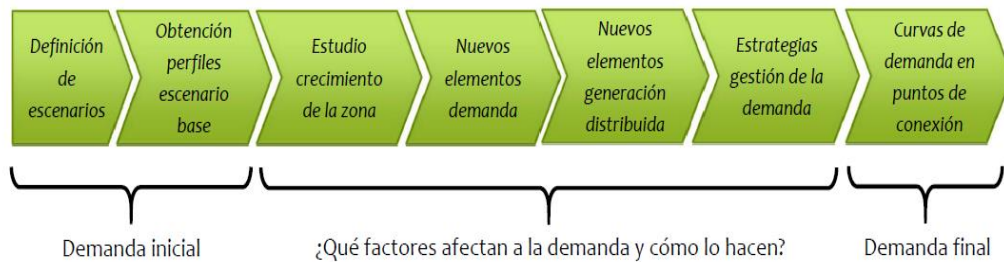 Definición
de
escenarios
Obtención
perfiles
escenario
base
Estudio
crecimiento
de la zona
Nuevos
elementos
demanda
Nuevos
elementos
generación
distribuida
Estrategias
gestión de la
demanda
Curvas de
demanda en
puntos de
conexión
Demanda inicial
¿Qué factores afectan a la demanda y cómo lo hacen?
Demanda final